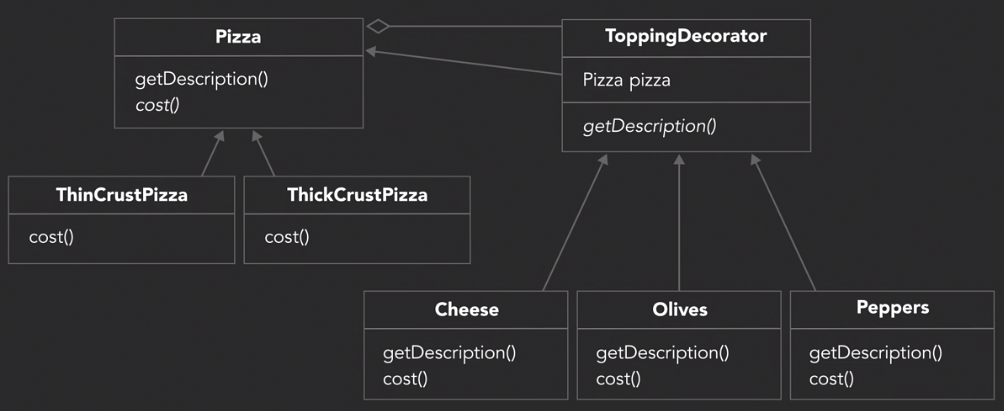 Pizza
getDescription()
cost()
ToppingDecorator
Pizza pizza
getDescription()
ThinCrustPizza
cost()
ThickCrustPizza
cost()
Cheese
getDescription()
cost()
Olives
getDescription()
cost()
Peppers
getDescription()
cost()